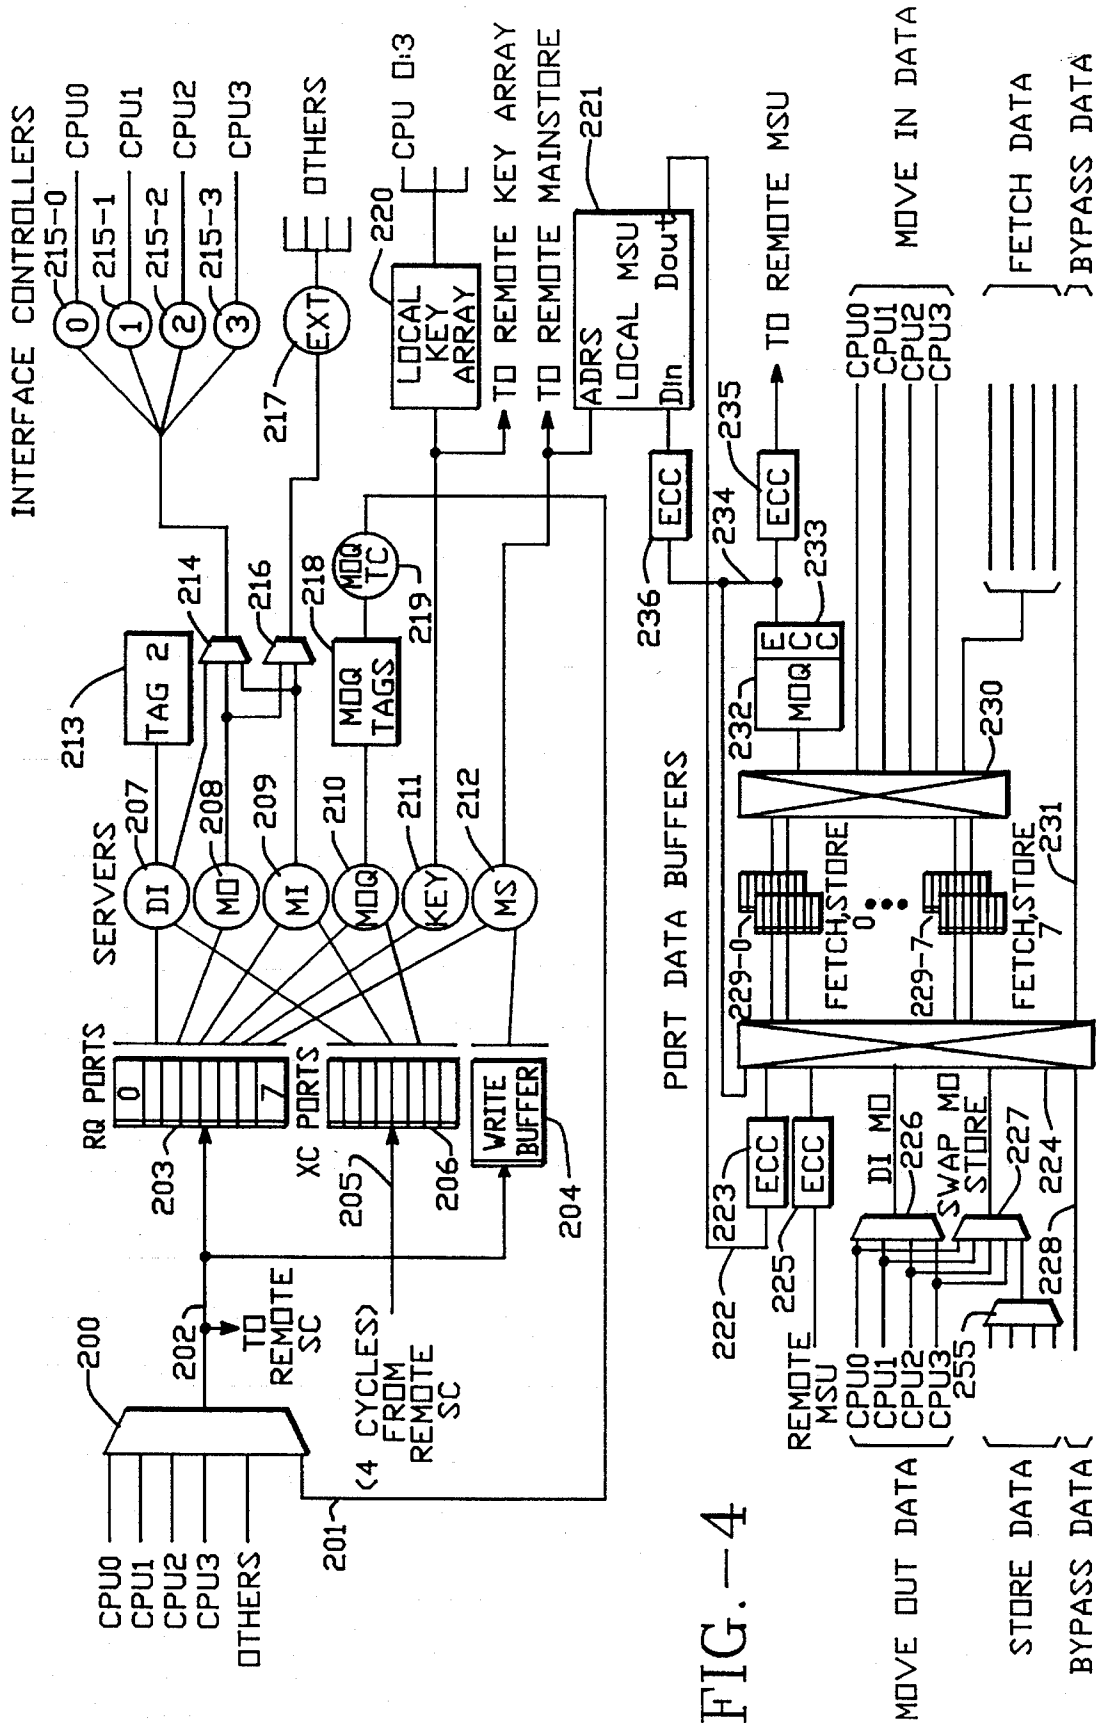 INTERFACE CONTROLLERS
215-0
0
CPU0
215-1
1
CPU1
215-2
2
CPU2
215-3
3
CPU3
217
EXT
OTHERS
SERVERS
207
DI
213
TAG 2
208
MO
214
209
MI
216
210
MOQ
218
MOQ
TAGS
MOQ
TC
219
211
KEY
220
LOCAL
KEY
ARRAY
CPU 0:3
212
MS
TO REMOTE KEY ARRAY
TO REMOTE MAINSTORE
221
ADRS
LOCAL MSU
Din
Dout
RQ PORTS
0
7
203
XC PORTS
205
206
WRITE
BUFFER
204
200
CPU0
CPU1
CPU2
CPU3
OTHERS
201
202
TO
REMOTE
SC
(4 CYCLES)
FROM
REMOTE
SC
PORT DATA BUFFERS
236
ECC
234
235
ECC
TO REMOTE MSU
222
223
ECC
225
ECC
REMOTE
MSU
232
MOQ
E
C
C
233
MOVE OUT DATA
CPU0
CPU1
CPU2
CPU3
DI MO
226
SWAP MO
STORE
227
255
224
228
STORE DATA
BYPASS DATA
229-0
FETCH,STORE
0
229-7
FETCH,STORE
7
230
231
CPU0
CPU1
CPU2
CPU3
MOVE IN DATA
FETCH DATA
BYPASS DATA
FIG.-4